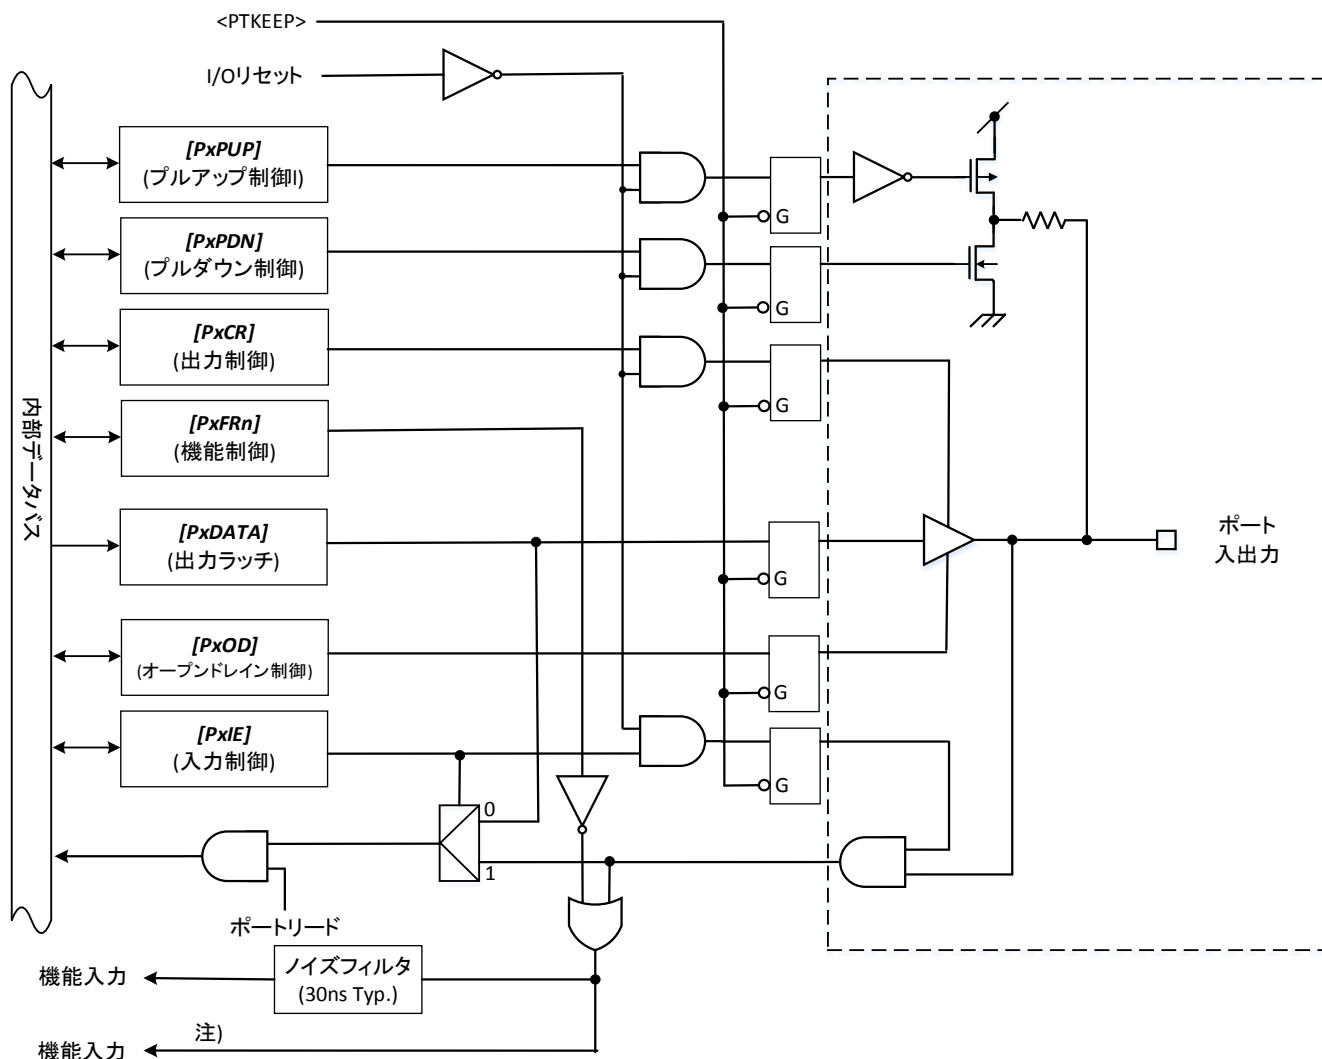 <PTKEEP>
I/Oリセット
[PxPUP]
(プルアップ制御I)
G
[PxPDN]
(プルダウン制御)
G
[PxCR]
(出力制御)
G
内部データバス
[PxFRn]
(機能制御)
[PxDATA]
(出力ラッチ)
G
ポート
入出力
[PxOD]
(オープンドレイン制御)
G
[PxIE]
(入力制御)
G
0
1
ポートリード
機能入力
ノイズフィルタ
(30ns Typ.)
注)
機能入力